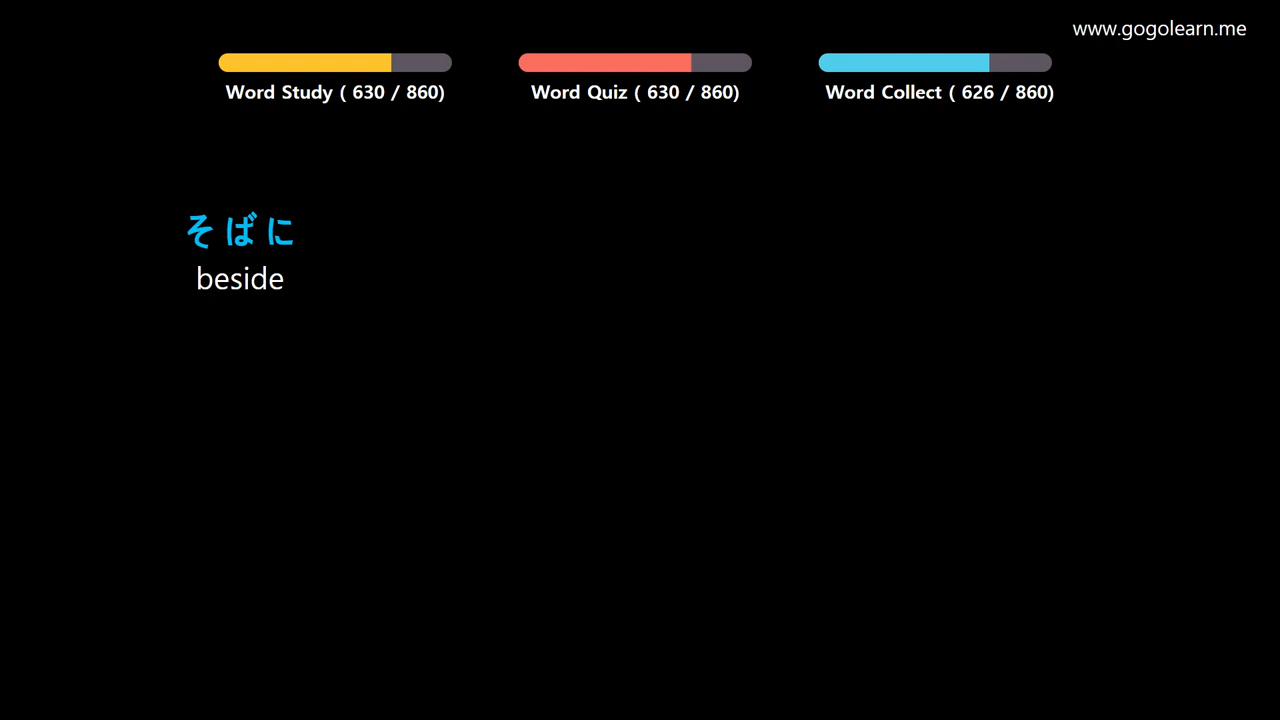 www.gogolearn.me
Word Study ( 630 / 860)
Word Quiz ( 630 / 860)
Word Collect ( 626 / 860)
そばに
beside